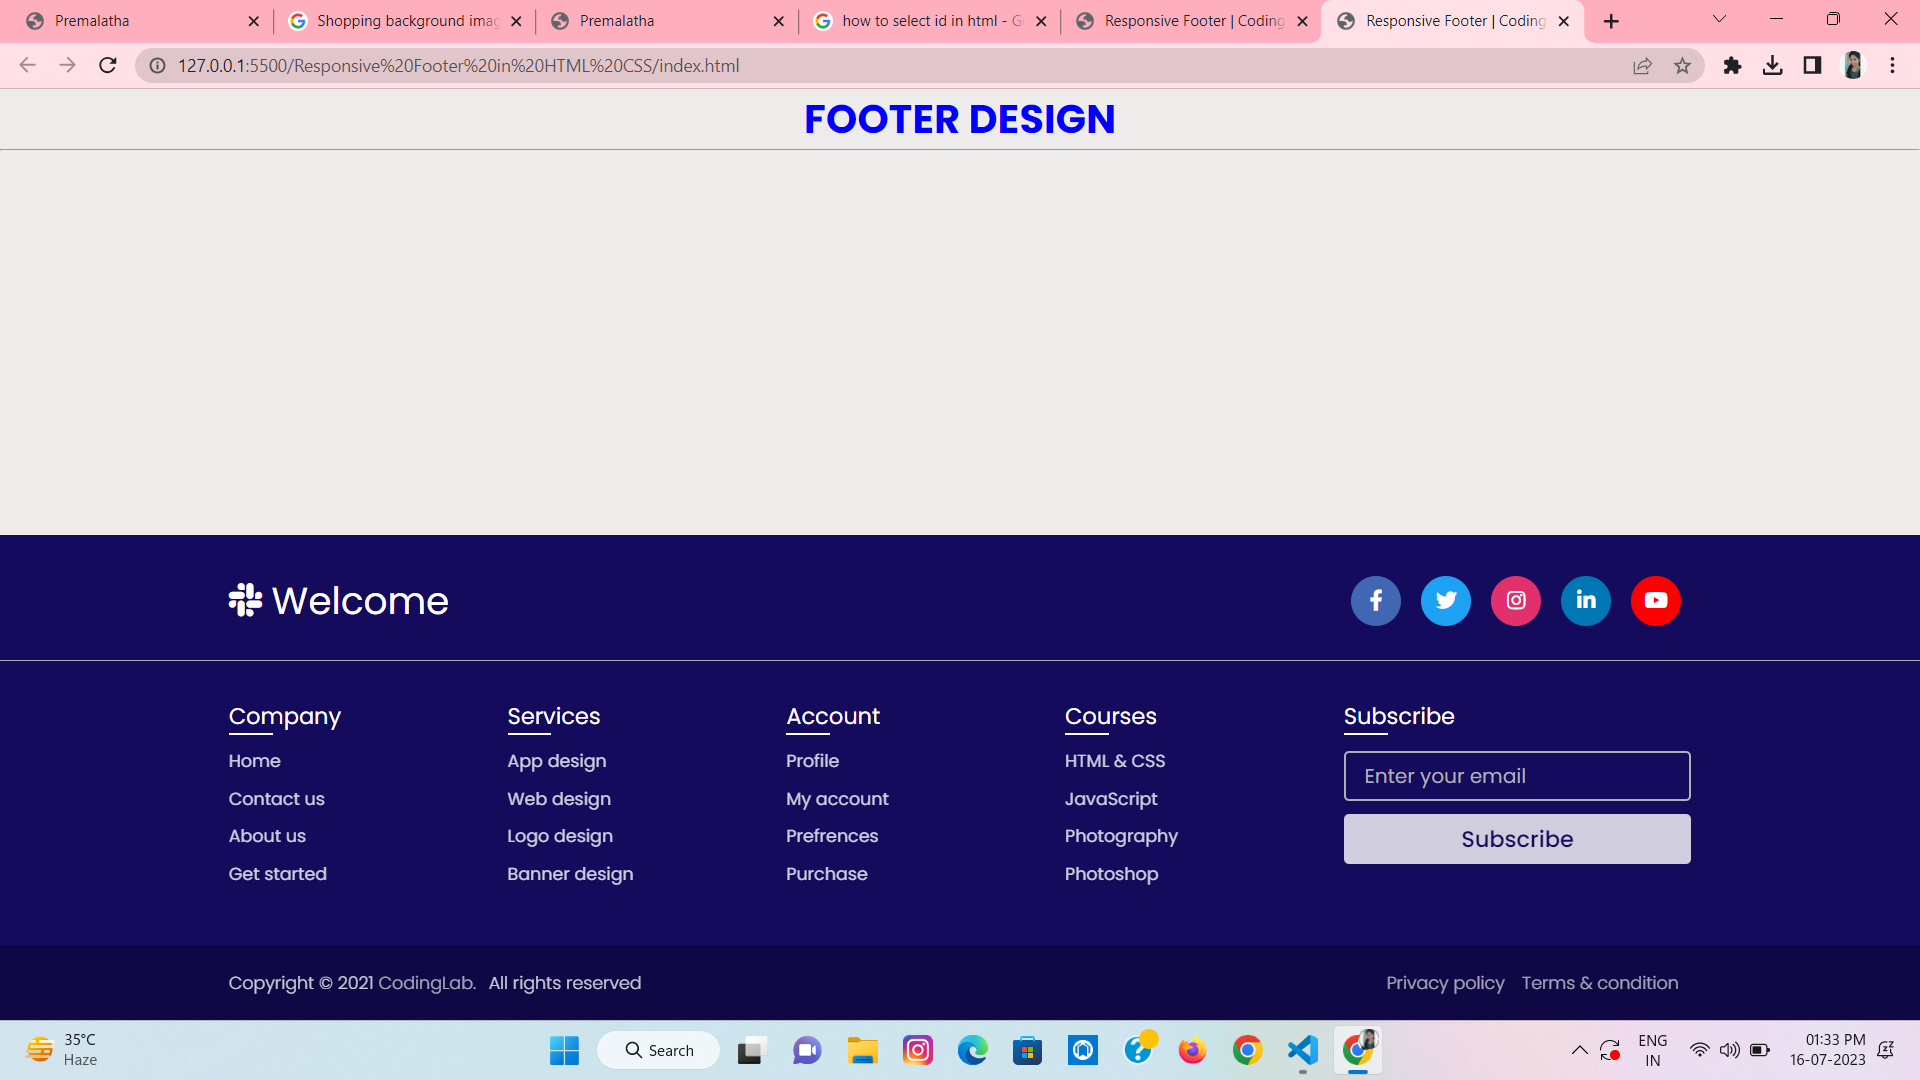 Premalatha
Shopping background imag
Premalatha
how to select id in html - Go
Responsive Footer | Coding
Responsive Footer | Coding
127.0.0.1:5500/Responsive%20Footer%20in%20HTML%20CSS/index.html
FOOTER DESIGN
Welcome
Company
Home
Contact us
About us
Get started
Services
App design
Web design
Logo design
Banner design
Account
Profile
My account
Prefrences
Purchase
Courses
HTML & CSS
JavaScript
Photography
Photoshop
Subscribe
Enter your email
Subscribe
Copyright © 2021 CodingLab. All rights reserved
Privacy policy Terms & condition
35°C
Haze
Search
ENG
IN
01:33 PM
16-07-2023